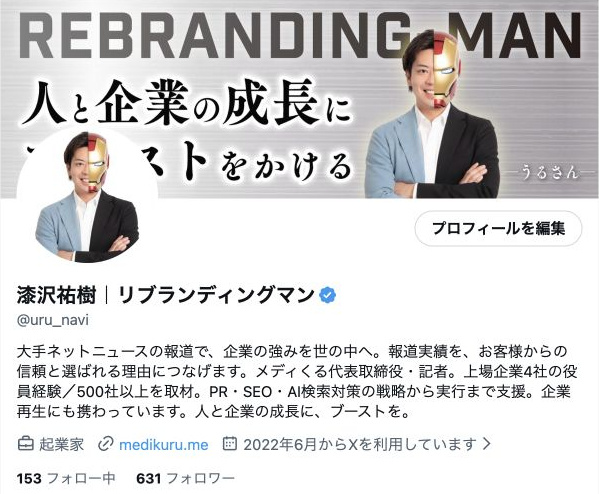 REBRANDING MAN
人と企業の成長に
ストをかける
うるさん
プロフィールを編集
漆沢祐樹｜リブランディングマン
@uru_navi
大手ネットニュースの報道で、企業の強みを世の中へ。報道実績を、お客様からの
信頼と選ばれる理由につなげます。メディくる代表取締役・記者。上場企業4社の役
員経験／500社以上を取材。PR・SEO・AI検索対策の戦略から実行まで支援。企業
再生にも携わっています。人と企業の成長に、ブーストを。
起業家 medikuru.me 2022年6月からXを利用しています
153 フォロー中 631 フォロワー